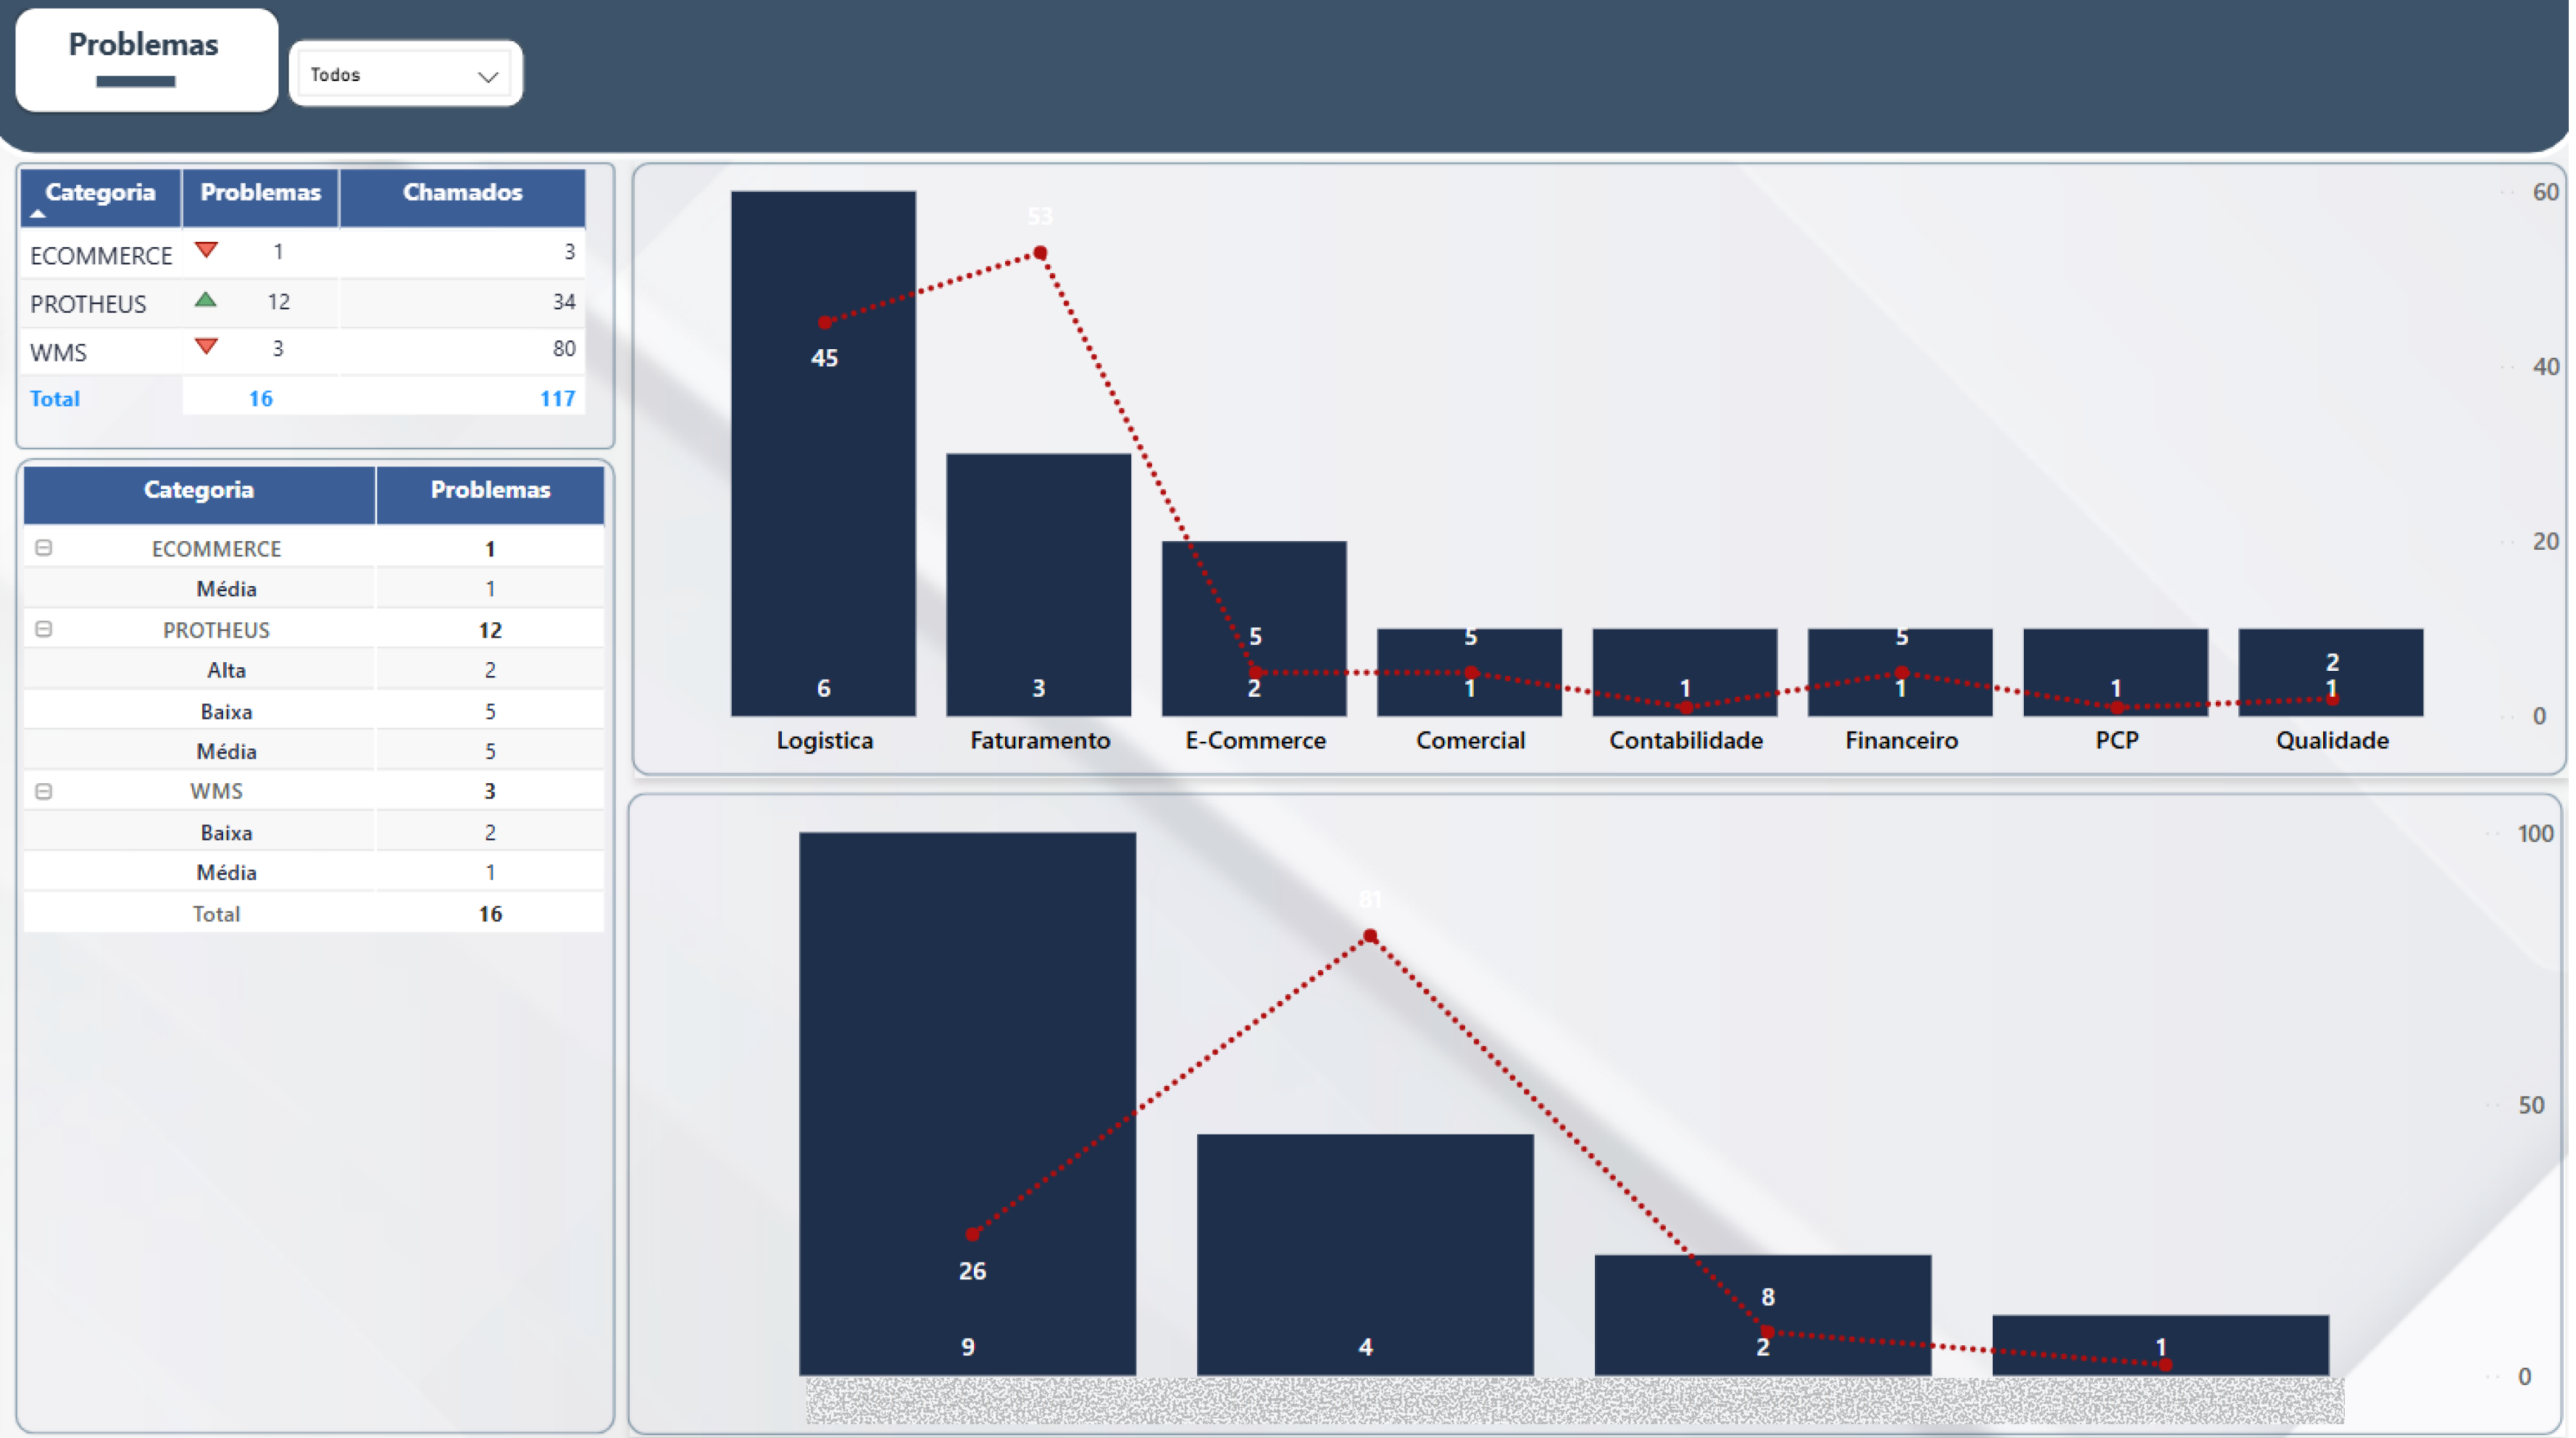 Problemas
Todos
Categoria Problemas Chamados
ECOMMERCE 1 3
PROTHEUS 12 34
WMS 3 80
Total 16 117
Categoria Problemas
ECOMMERCE 1
Média 1
PROTHEUS 12
Alta 2
Baixa 5
Média 5
WMS 3
Baixa 2
Média 1
Total 16
60
53
45
40
20
5 5 5
2
6 3 2 1 1 1 1 1
0
Logistica Faturamento E-Commerce Comercial Contabilidade Financeiro PCP Qualidade
100
81
50
26
8
9 4 2 1
0